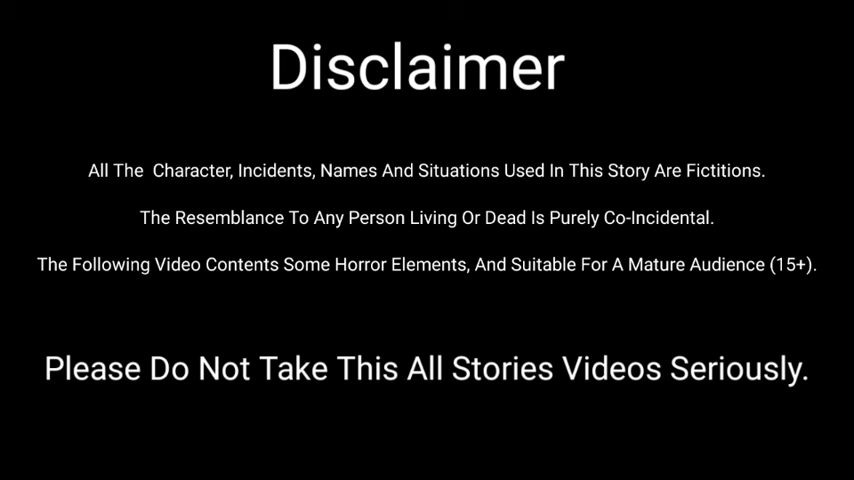 Disclaimer
All The Character, Incidents, Names And Situations Used In This Story Are Fictitions.
The Resemblance To Any Person Living Or Dead Is Purely Co-Incidental.
The Following Video Contents Some Horror Elements, And Suitable For A Mature Audience (15+).
Please Do Not Take This All Stories Videos Seriously.